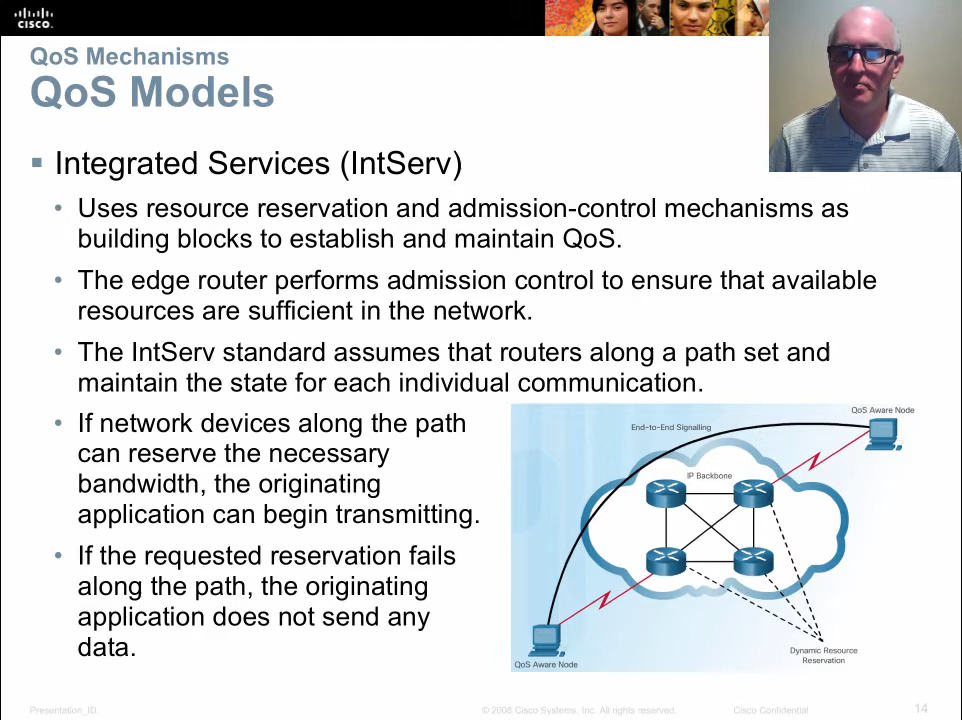 CISCO
QoS Mechanisms
QoS Models
Integrated Services (IntServ)
Uses resource reservation and admission-control mechanisms as
building blocks to establish and maintain QoS.
The edge router performs admission control to ensure that available
resources are sufficient in the network.
The IntServ standard assumes that routers along a path set and
maintain the state for each individual communication.
If network devices along the path
can reserve the necessary
bandwidth, the originating
application can begin transmitting.
If the requested reservation fails
along the path, the originating
application does not send any
data.
QoS Aware Node
End-to-End Signalling
IP Backbone
Dynamic Resource
Reservation
QoS Aware Node
Presentation_ID
© 2008 Cisco Systems, Inc. All rights reserved.
Cisco Confidential
14